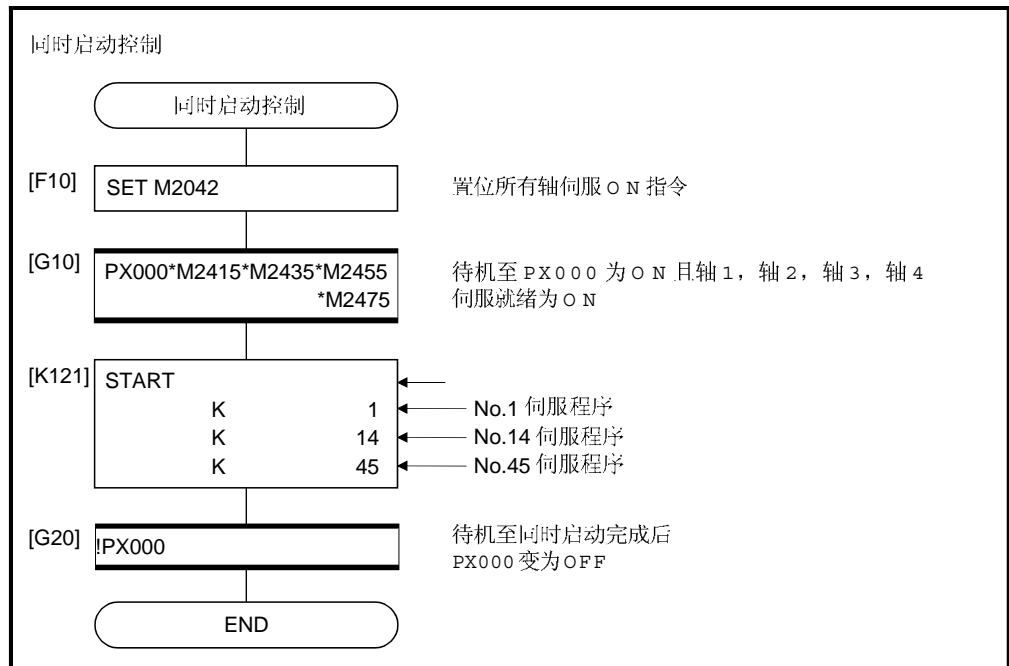 同时启动控制
同时启动控制
[F10] SET M2042 置位所有轴伺服ON指令
[G10] PX000*M2415*M2435*M2455 待机至PX000为ON且轴1，轴2，轴3，轴4
*M2475 伺服就绪为ON
[K121] START
K 1 No.1 伺服程序
K 14 No.14 伺服程序
K 45 No.45 伺服程序
[G20] !PX000 待机至同时启动完成后
PX000变为OFF
END